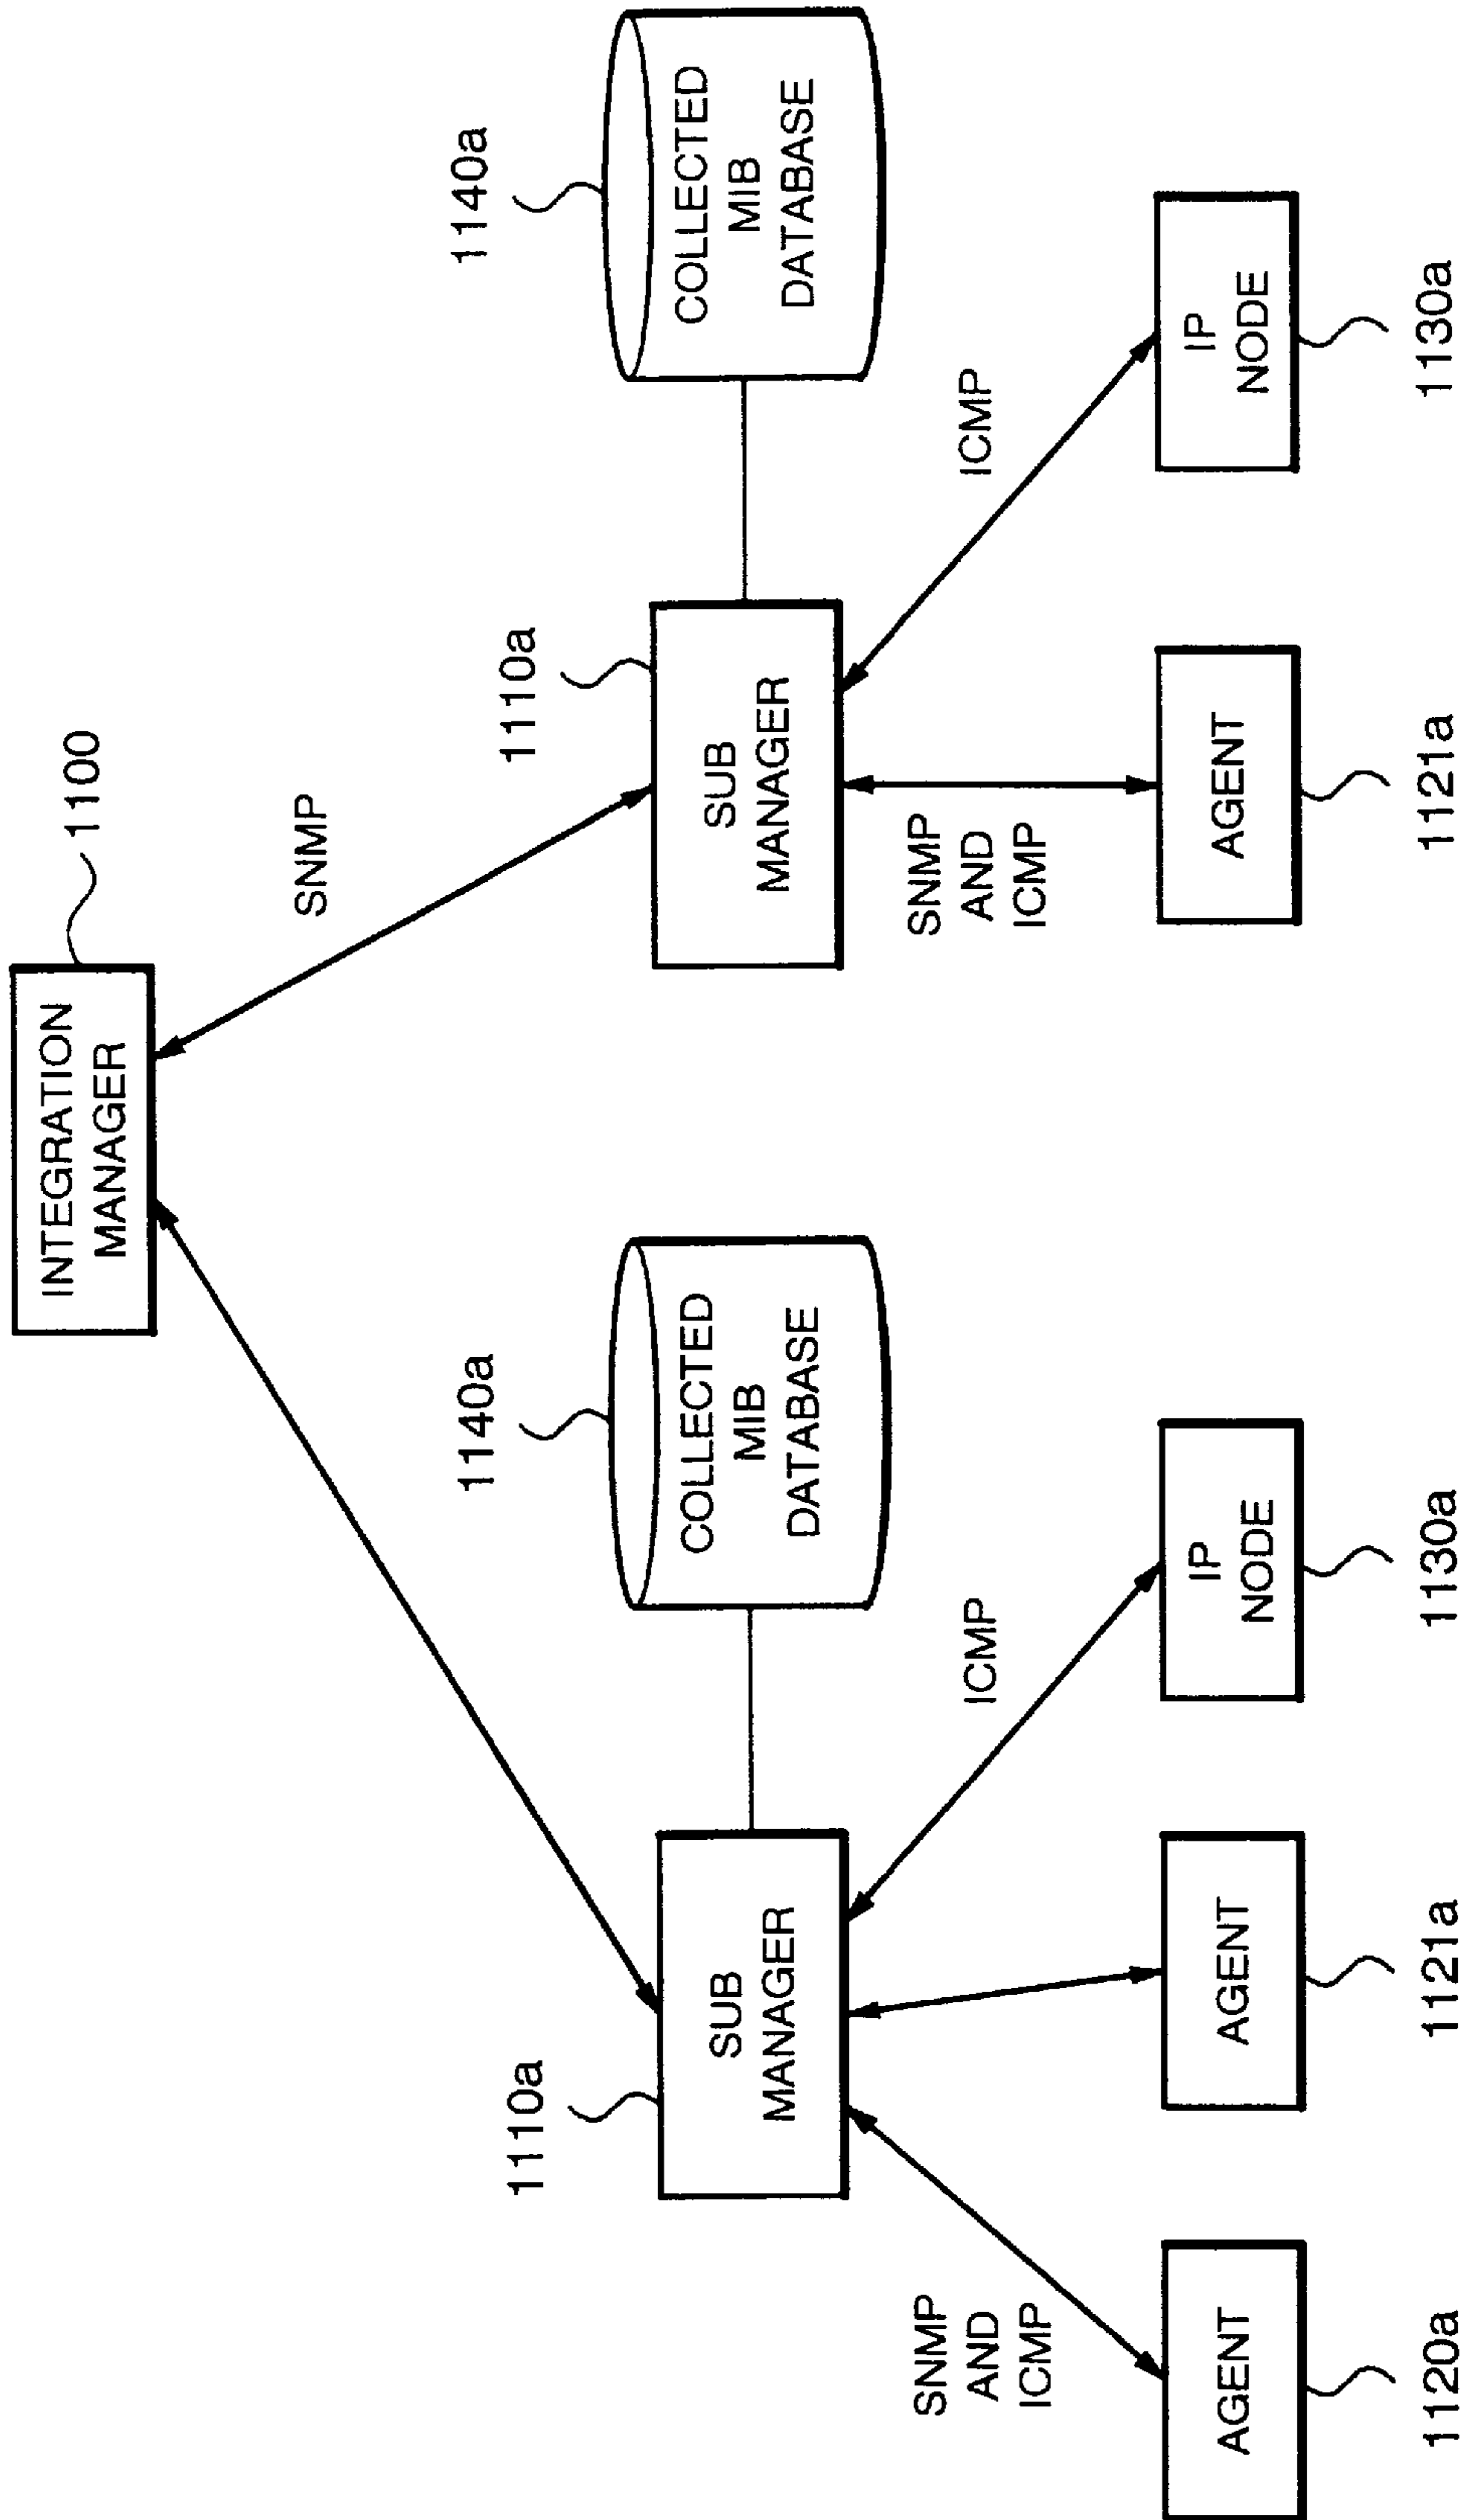 1100
INTEGRATION
MANAGER
SNMP
1110a
SUB
MANAGER
1140a
COLLECTED
MIB
DATABASE
1110a
SUB
MANAGER
1140a
COLLECTED
MIB
DATABASE
SNMP
AND
ICMP
ICMP
SNMP
AND
ICMP
ICMP
AGENT
1120a
AGENT
1121a
IP
NODE
1130a
AGENT
1121a
IP
NODE
1130a